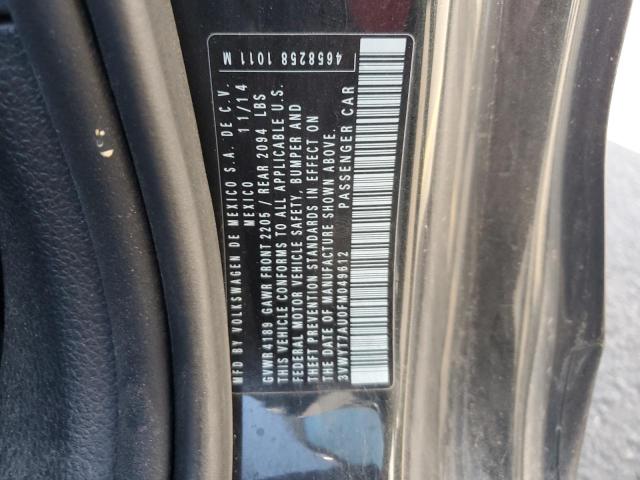 MFD BY VOLKSWAGEN DE MEXICO S.A. DE C.V.
MEXICO 11/14
GVWR 4189 GAWR FRONT 2205 / REAR 2094 LBS
THIS VEHICLE CONFORMS TO ALL APPLICABLE U.S.
FEDERAL MOTOR VEHICLE SAFETY, BUMPER AND
THEFT PREVENTION STANDARDS IN EFFECT ON
THE DATE OF MANUFACTURE SHOWN ABOVE.
3VWYT7AU0FM049612 PASSENGER CAR
4658258 1011 M